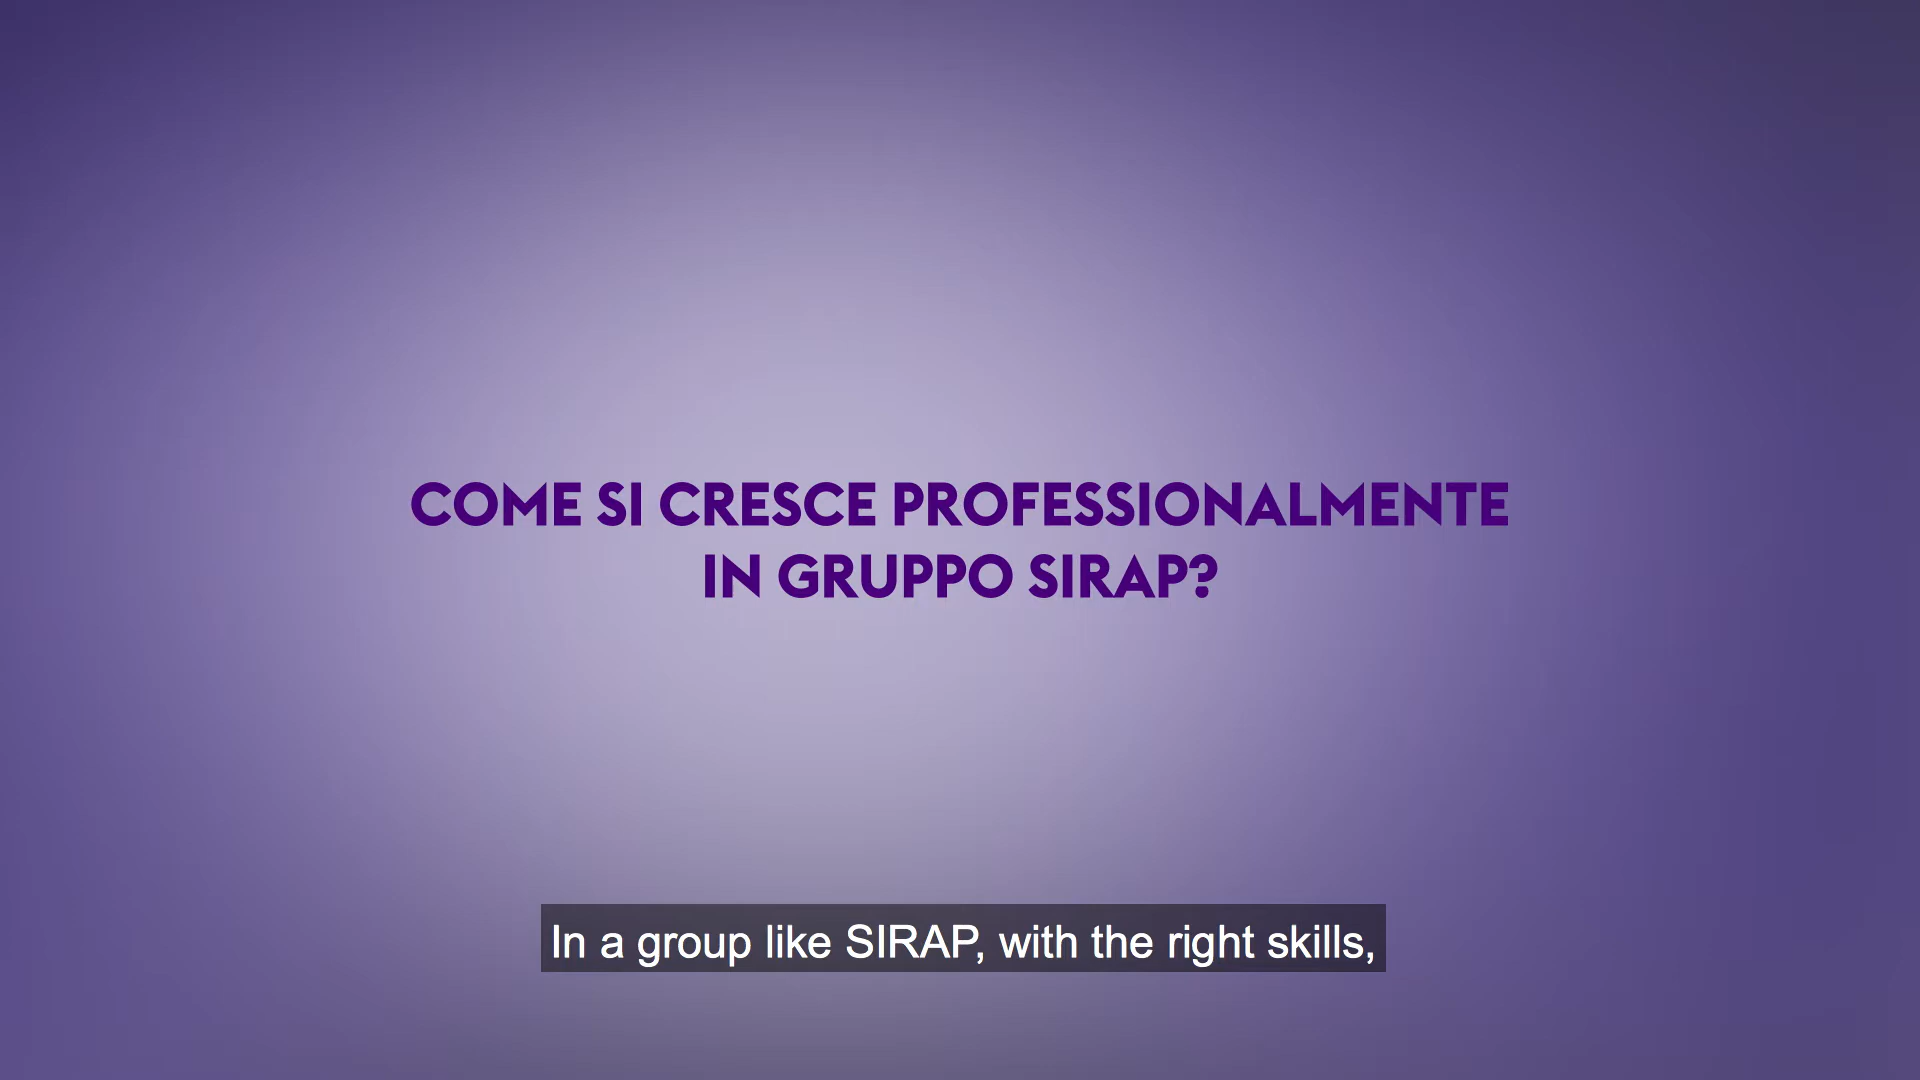 COME SI CRESCE PROFESSIONALMENTE
IN GRUPPO SIRAP?
In a group like SIRAP, with the right skills,